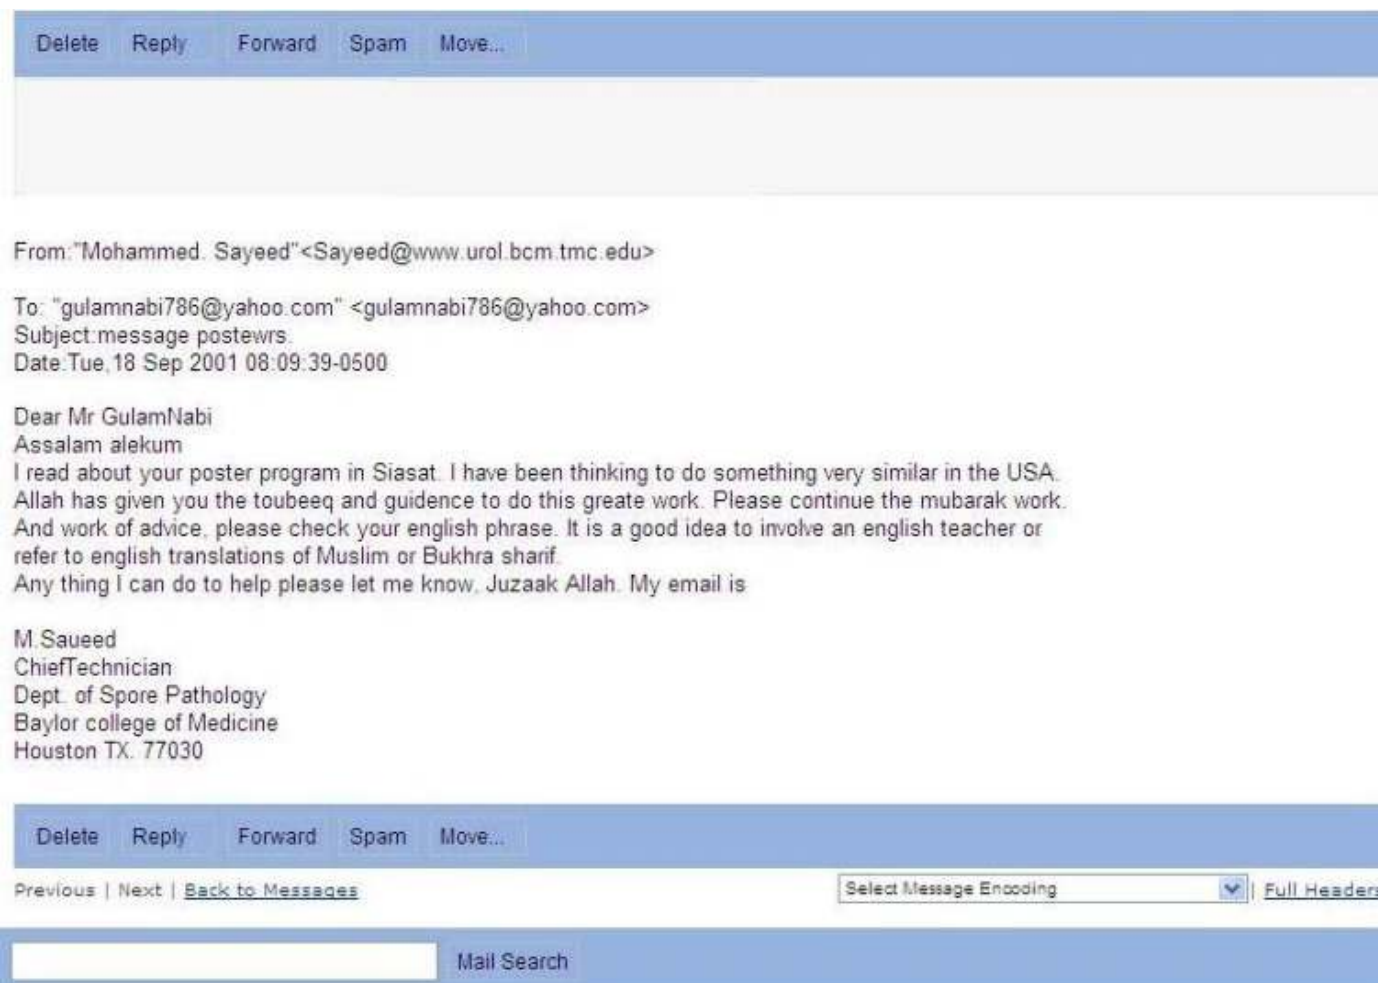 Delete Reply Forward Spam Move...
From:"Mohammed. Sayeed"<Sayeed@www.urol.bcm.tmc.edu>
To: "gulamnabi786@yahoo.com" <gulamnabi786@yahoo.com>
Subject:message postewrs.
Date:Tue,18 Sep 2001 08:09:39-0500
Dear Mr GulamNabi
Assalam alekum
I read about your poster program in Siasat. I have been thinking to do something very similar in the USA.
Allah has given you the toubeeq and guidence to do this greate work. Please continue the mubarak work.
And work of advice, please check your english phrase. It is a good idea to involve an english teacher or
refer to english translations of Muslim or Bukhra sharif.
Any thing I can do to help please let me know, Juzaak Allah. My email is
M.Saueed
ChiefTechnician
Dept. of Spore Pathology
Baylor college of Medicine
Houston TX. 77030
Delete Reply Forward Spam Move...
Previous | Next | Back to Messages Select Message Encoding | Full Headers
Mail Search